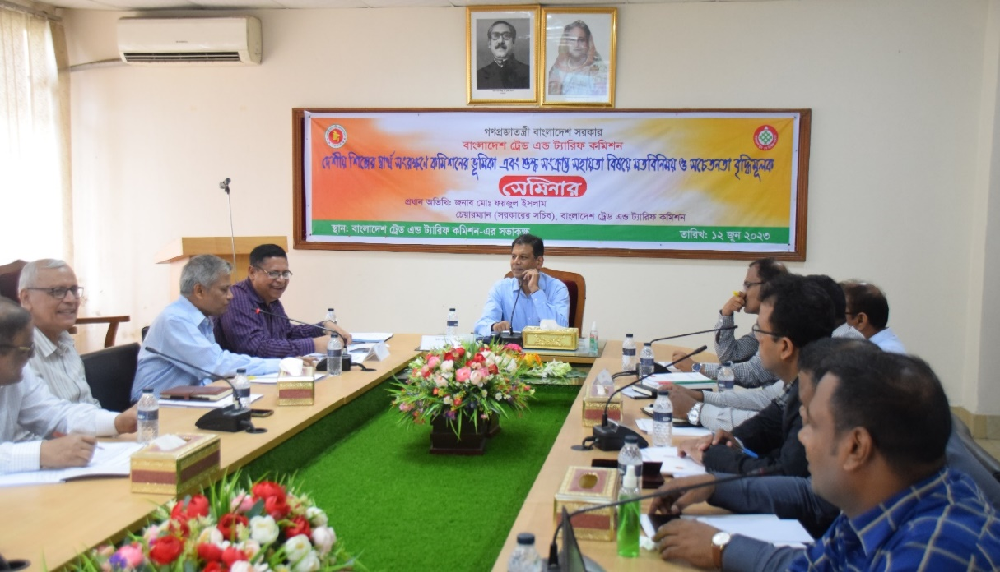 গণপ্রজাতন্ত্রী বাংলাদেশ সরকার
বাংলাদেশ ট্রেড এন্ড ট্যারিফ কমিশন
দেশীয় শিল্পের স্বার্থ সংরক্ষণে কমিশনের ভূমিকা এবং শুল্ক সংক্রান্ত সহায়তা বিষয়ে মতবিনিময় ও সচেতনতা বৃদ্ধিমূলক
সেমিনার
প্রধান অতিথি: জনাব মোঃ ফয়জুল ইসলাম
চেয়ারম্যান (সরকারের সচিব), বাংলাদেশ ট্রেড এন্ড ট্যারিফ কমিশন
স্থান: বাংলাদেশ ট্রেড এন্ড ট্যারিফ কমিশন-এর সভাকক্ষ তারিখ: ১২ জুন ২০২৩